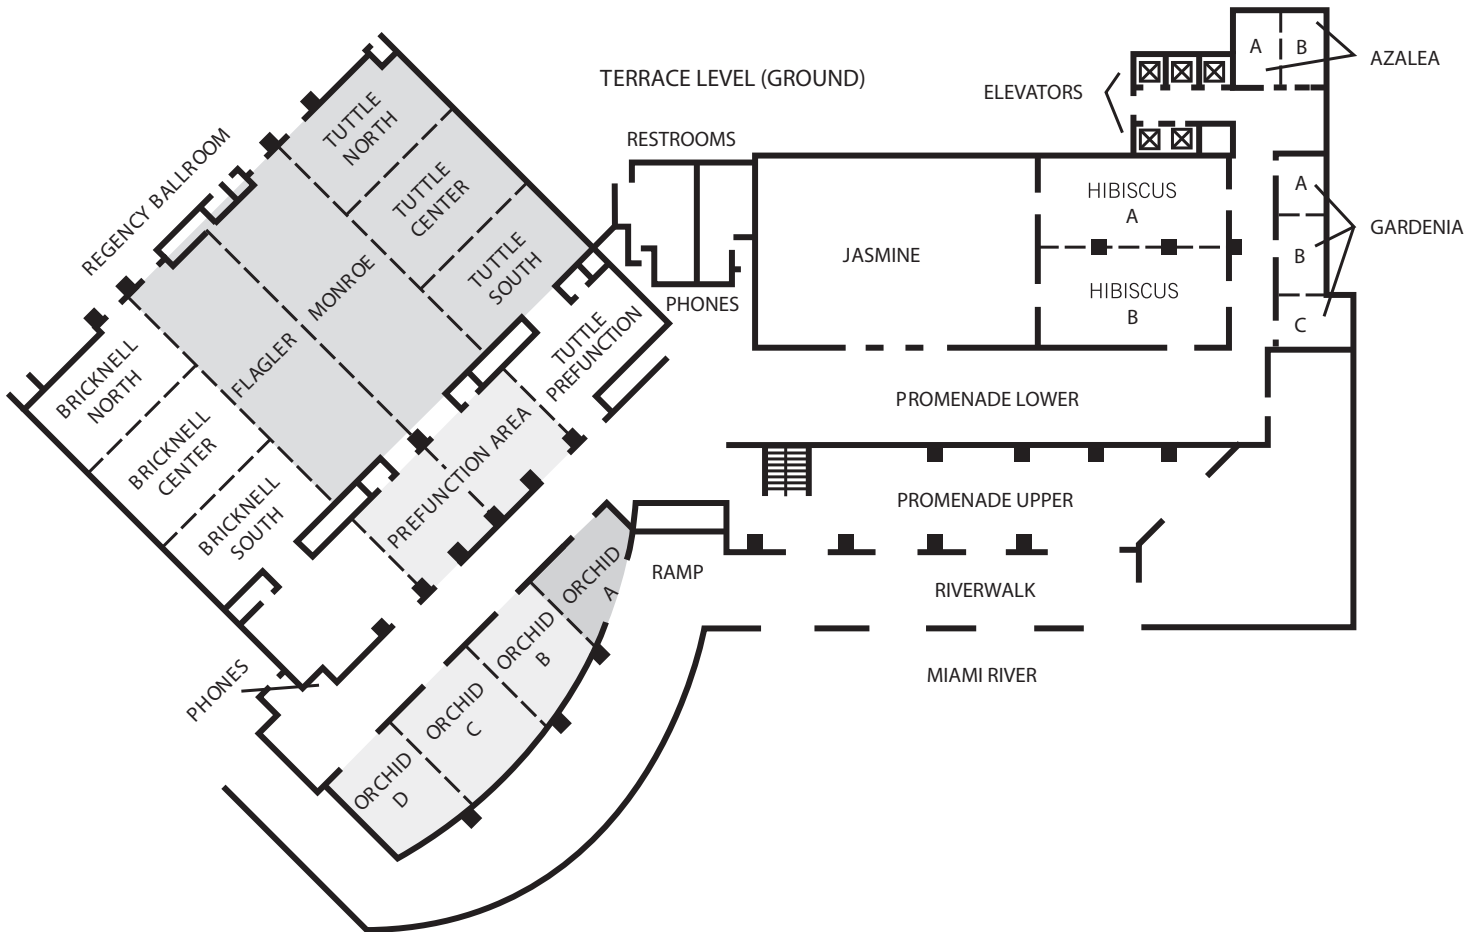 TERRACE LEVEL (GROUND)
ELEVATORS
A
B
AZALEA
REGENCY BALLROOM
TUTTLE
NORTH
TUTTLE
CENTER
TUTTLE
SOUTH
MONROE
FLAGLER
BRICKNELL
NORTH
BRICKNELL
CENTER
BRICKNELL
SOUTH
TUTTLE
PREFUNCTION
PREFUNCTION AREA
RESTROOMS
PHONES
JASMINE
HIBISCUS
A
HIBISCUS
B
A
B
C
GARDENIA
PROMENADE LOWER
PROMENADE UPPER
RAMP
RIVERWALK
MIAMI RIVER
ORCHID
A
ORCHID
B
ORCHID
C
ORCHID
D
PHONES